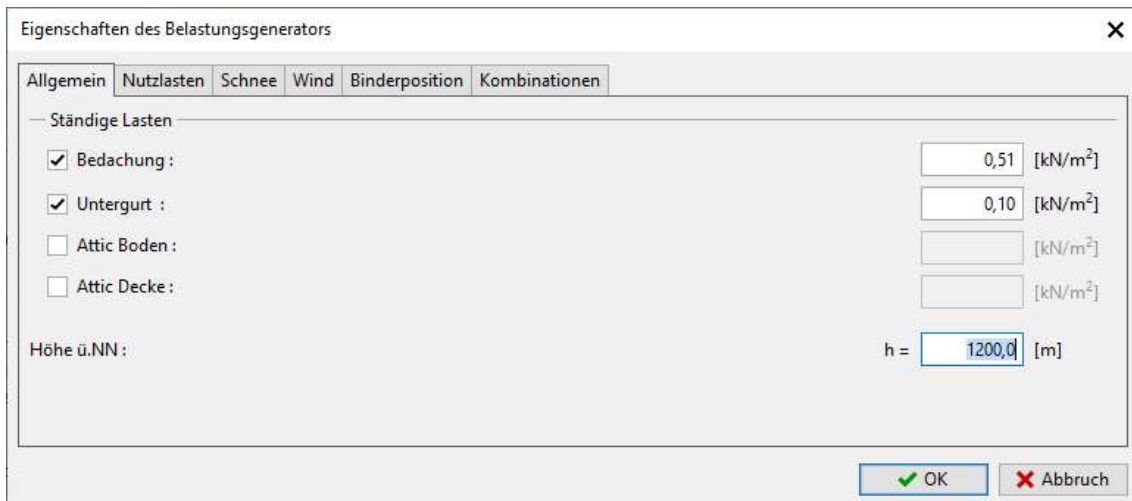 Eigenschaften des Belastungsgenerators
Allgemein Nutzlasten Schnee Wind Binderposition Kombinationen
Ständige Lasten
Bedachung : 0,51 [kN/m²]
Untergurt : 0,10 [kN/m²]
Attic Boden : [kN/m²]
Attic Decke : [kN/m²]
Höhe ü.NN : h = 1200,0 [m]
OK Abbruch